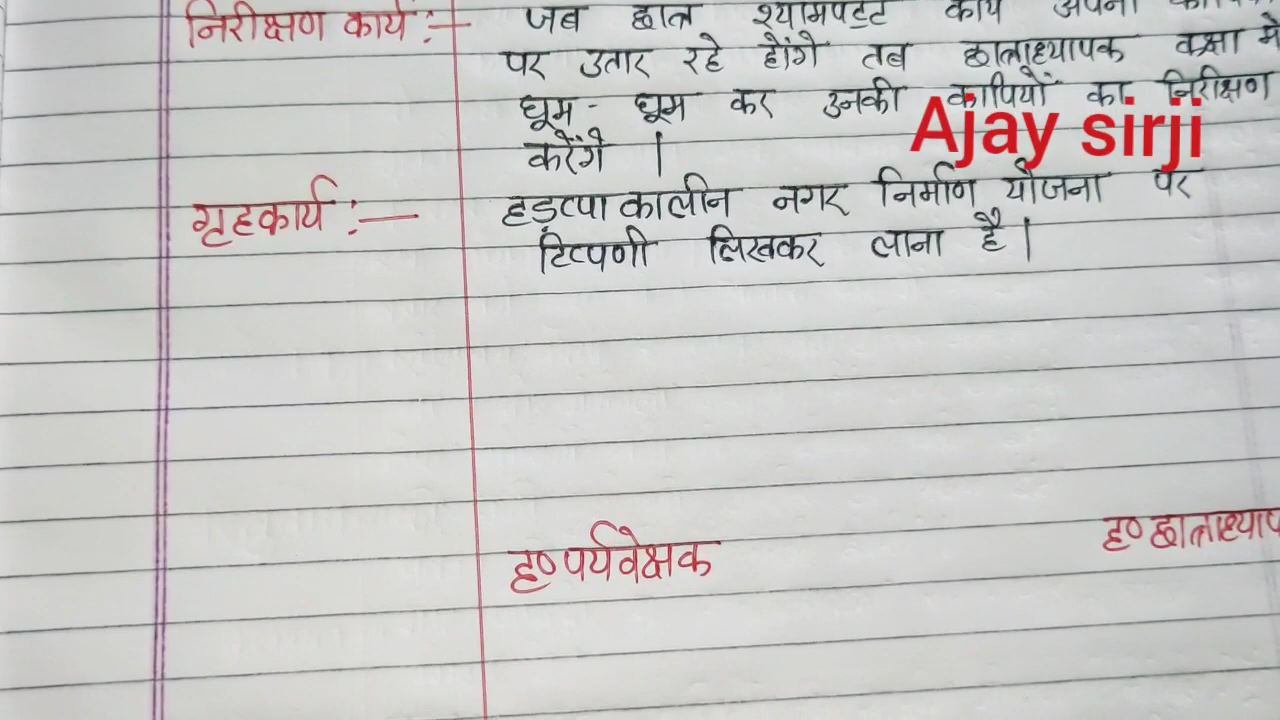 निरीक्षण कार्य :- जब छात्र श्यामपट्ट कार्य अपनी
पर उतार रहे होंगे तब छात्राध्यापक कक्षा में
घूम - घूम कर उनकी कापियों का निरीक्षण
करेंगे |
Ajay sirji
गृहकार्य :— हड़प्पा कालीन नगर निर्माण योजना पर
टिप्पणी लिखकर लाना है |
ह० पर्यवेक्षक ह० छात्राध्याप